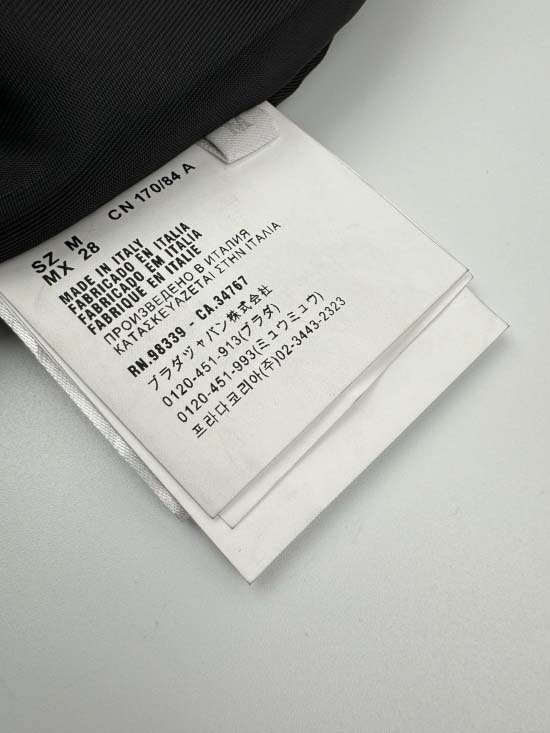 SZ M CN 170/84 A
MX 28
MADE IN ITALY
FABRICADO EN ITALIA
FABRICADO EM ITALIA
FABRIQUE EN ITALIE
ПРОИЗВЕДЕНО В ИТАЛИЯ
ΚΑΤΑΣΚΕΥΑΖΕΤΑΙ ΣΤΗΝ ΙΤΑΛΙΑ
RN.98339 - CA.34767
プラダジャパン株式会社
0120-451-913(プラダ)
0120-451-993(ミュウミュウ)
프라다코리아(주)02-3443-2323